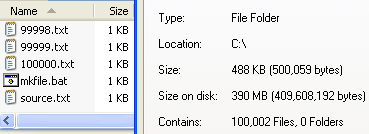 Name Size
99998.txt 1 KB
99999.txt 1 KB
100000.txt 1 KB
mkfile.bat 1 KB
source.txt 1 KB
Type: File Folder
Location: C:\
Size: 488 KB (500,059 bytes)
Size on disk: 390 MB (409,608,192 bytes)
Contains: 100,002 Files, 0 Folders